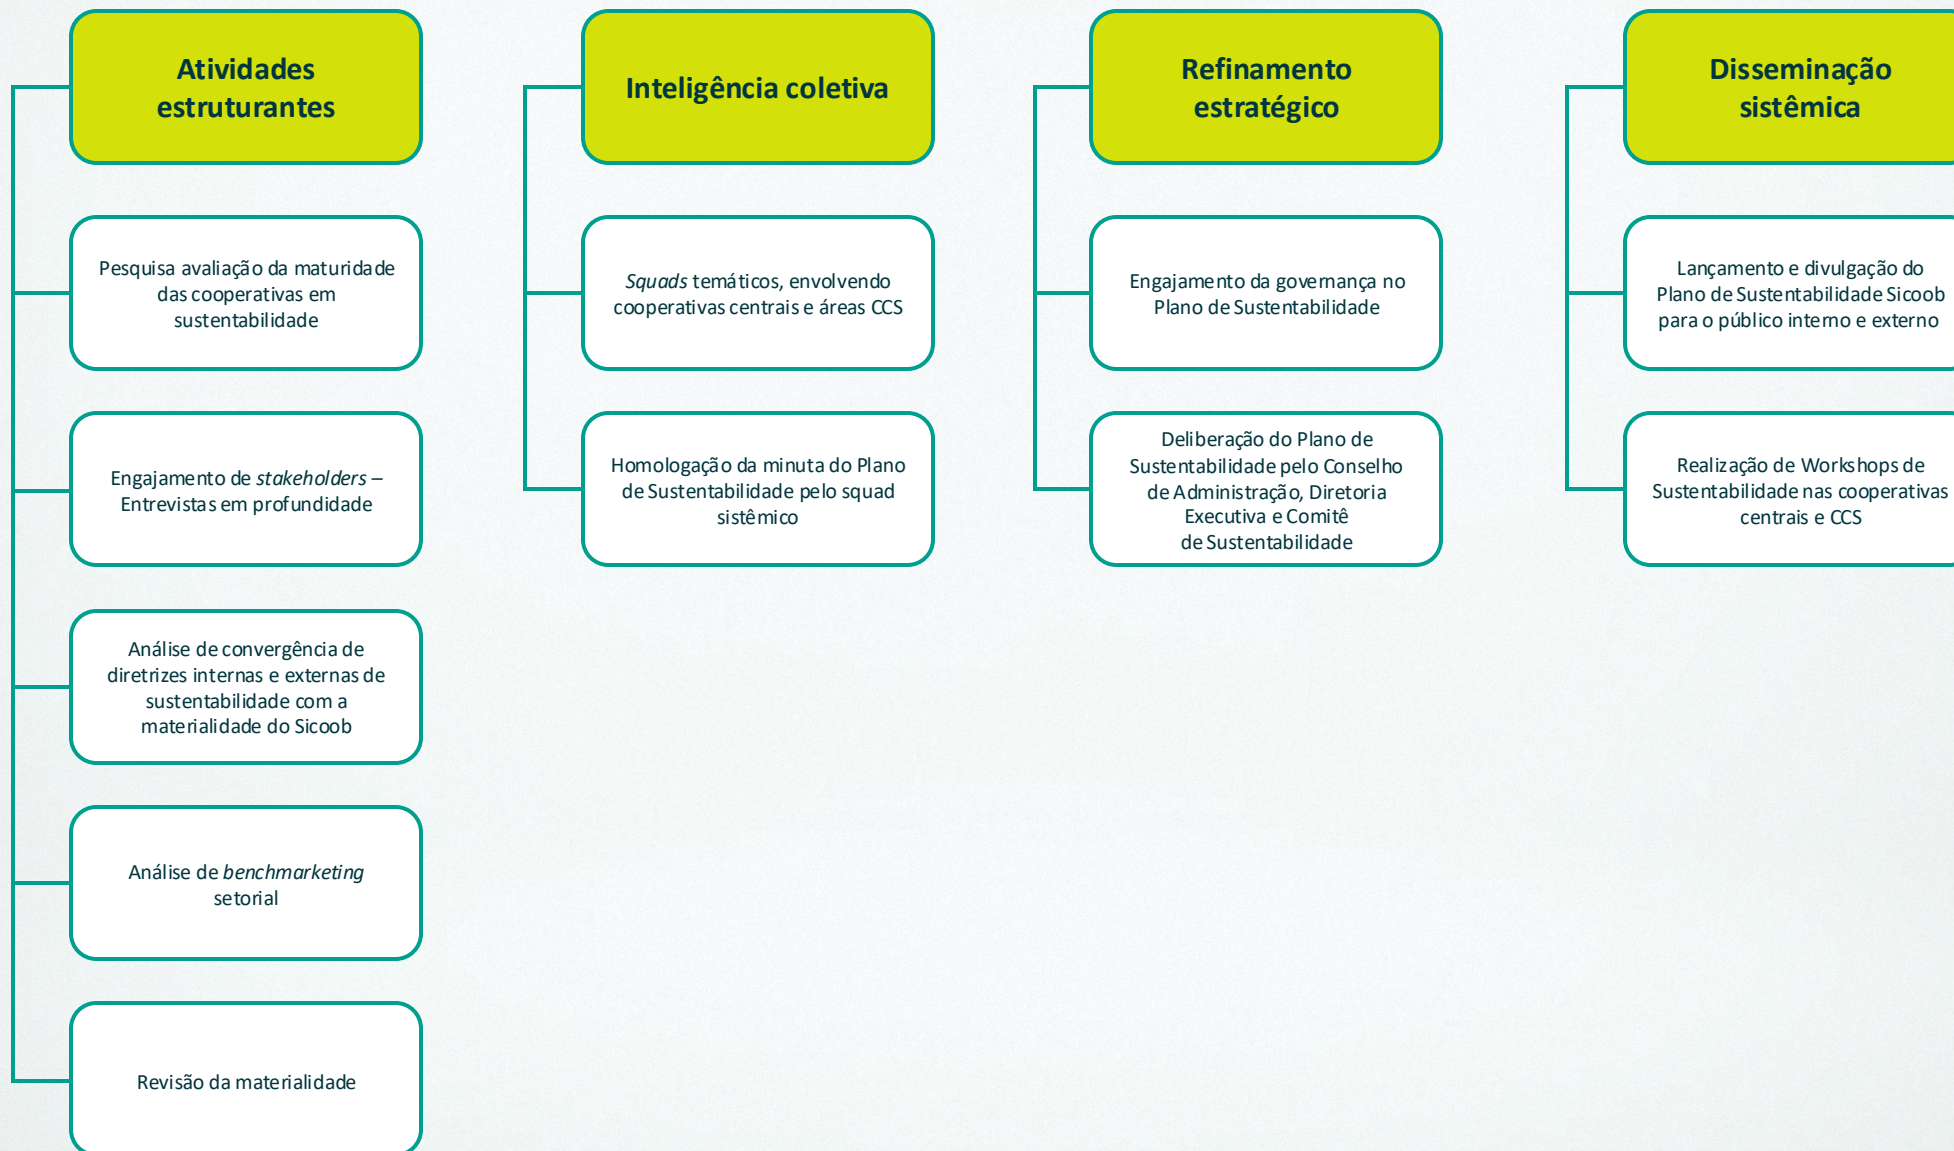 Atividades
estruturantes
Pesquisa avaliação da maturidade
das cooperativas em
sustentabilidade
Engajamento de stakeholders –
Entrevistas em profundidade
Análise de convergência de
diretrizes internas e externas de
sustentabilidade com a
materialidade do Sicoob
Análise de benchmarketing
setorial
Revisão da materialidade
Inteligência coletiva
Squads temáticos, envolvendo
cooperativas centrais e áreas CCS
Homologação da minuta do Plano
de Sustentabilidade pelo squad
sistêmico
Refinamento
estratégico
Engajamento da governança no
Plano de Sustentabilidade
Deliberação do Plano de
Sustentabilidade pelo Conselho
de Administração, Diretoria
Executiva e Comitê
de Sustentabilidade
Disseminação
sistêmica
Lançamento e divulgação do
Plano de Sustentabilidade Sicoob
para o público interno e externo
Realização de Workshops de
Sustentabilidade nas cooperativas
centrais e CCS